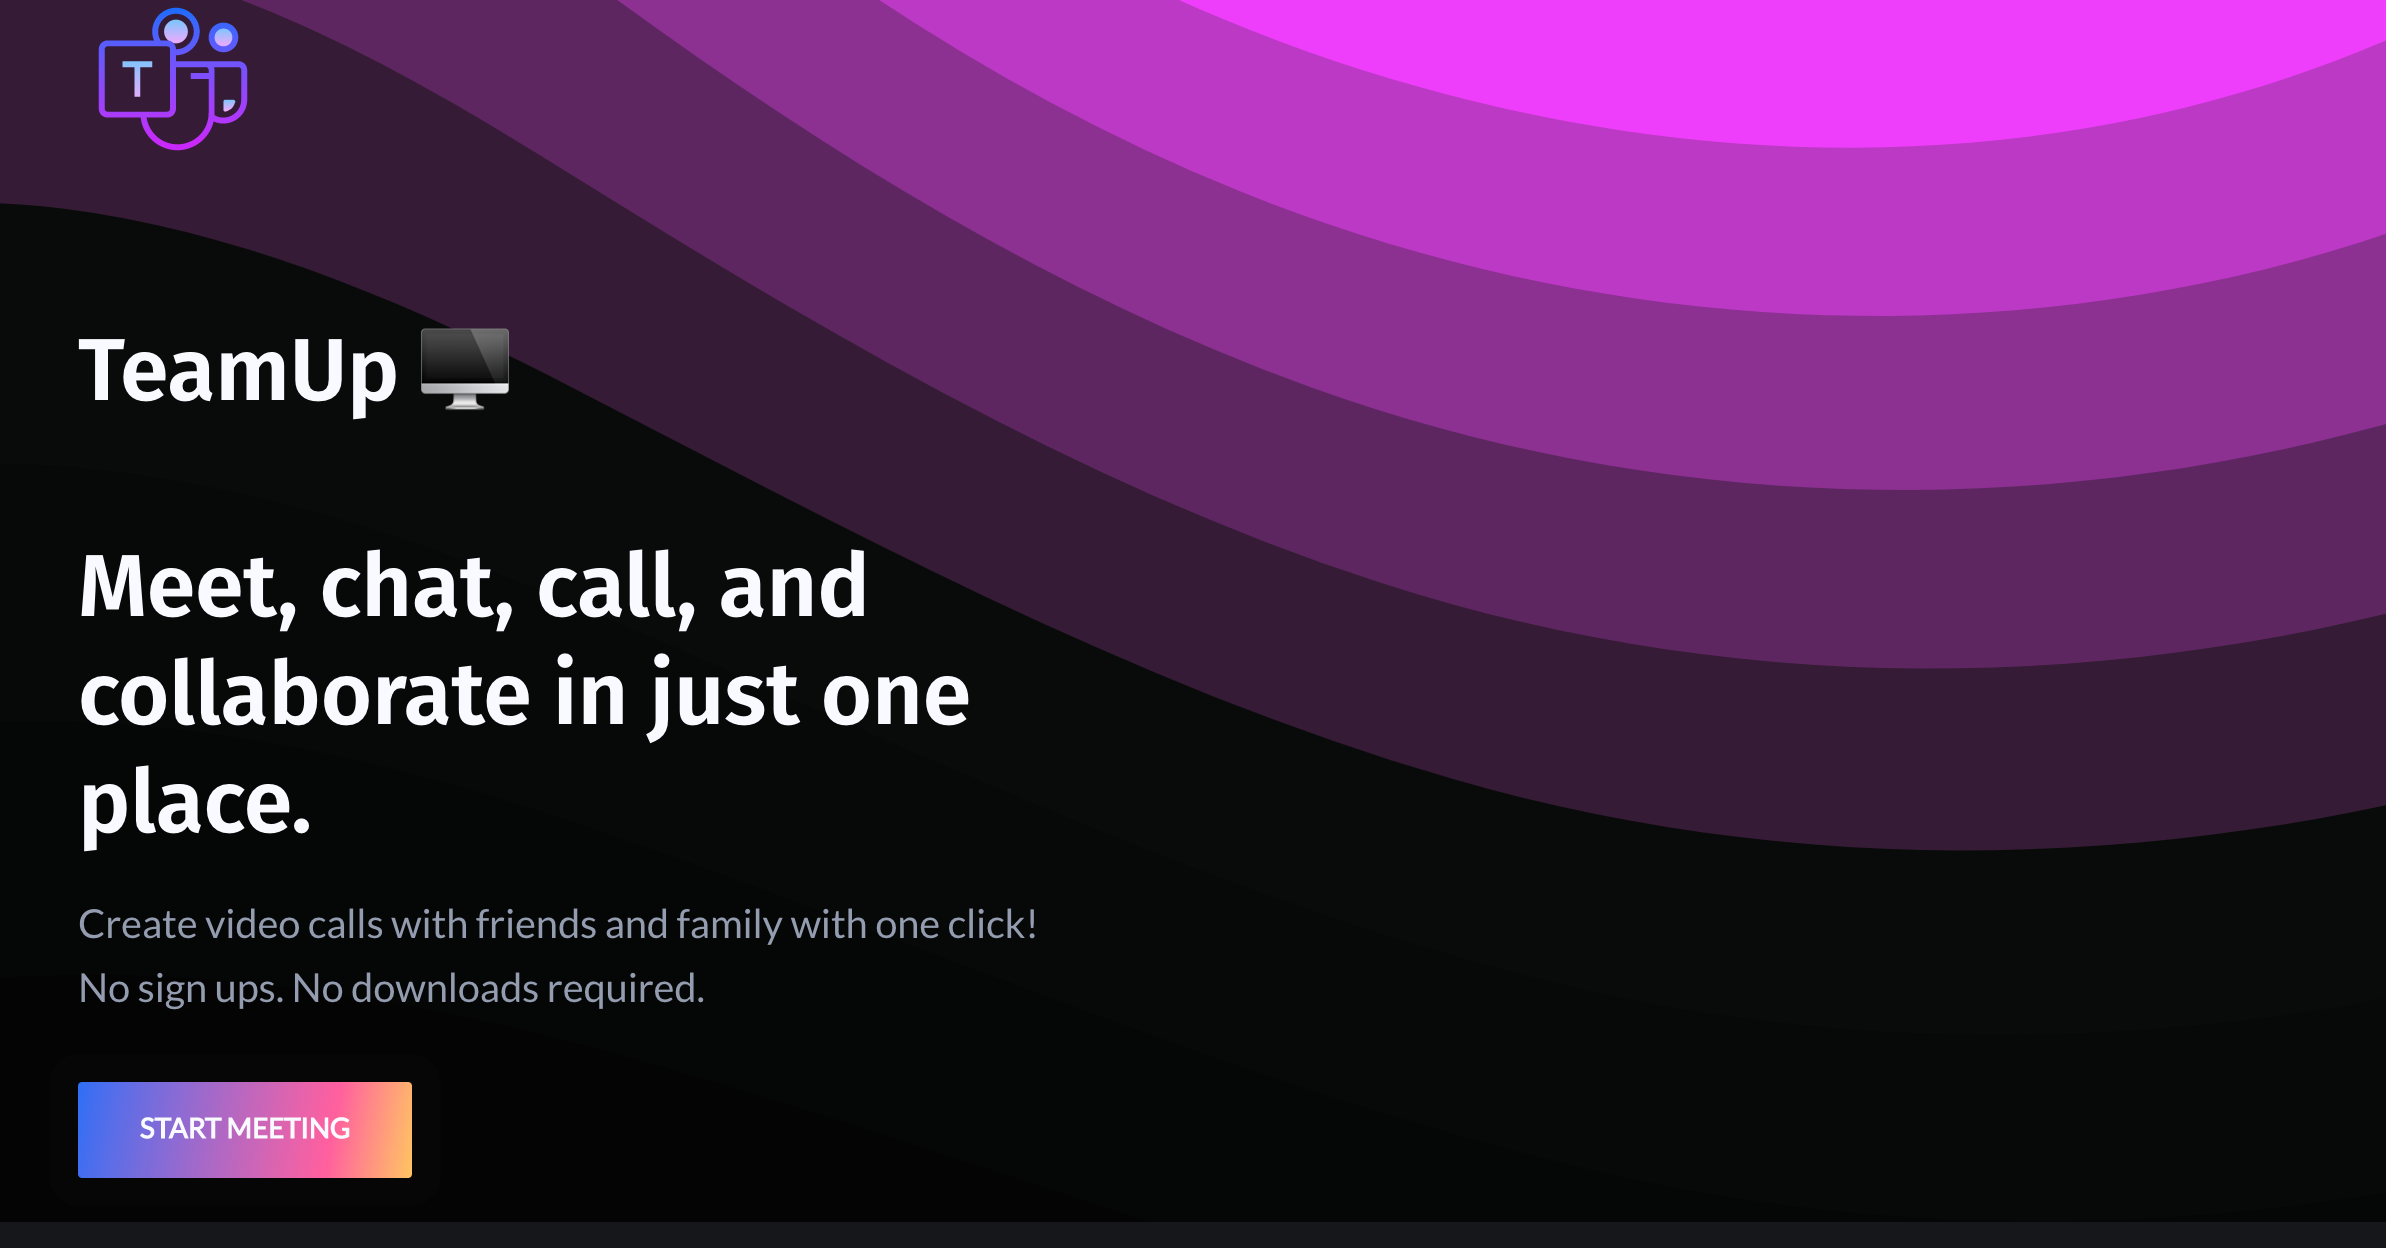 T
TeamUp 🖥️
Meet, chat, call, and
collaborate in just one
place.
Create video calls with friends and family with one click!
No sign ups. No downloads required.
START MEETING